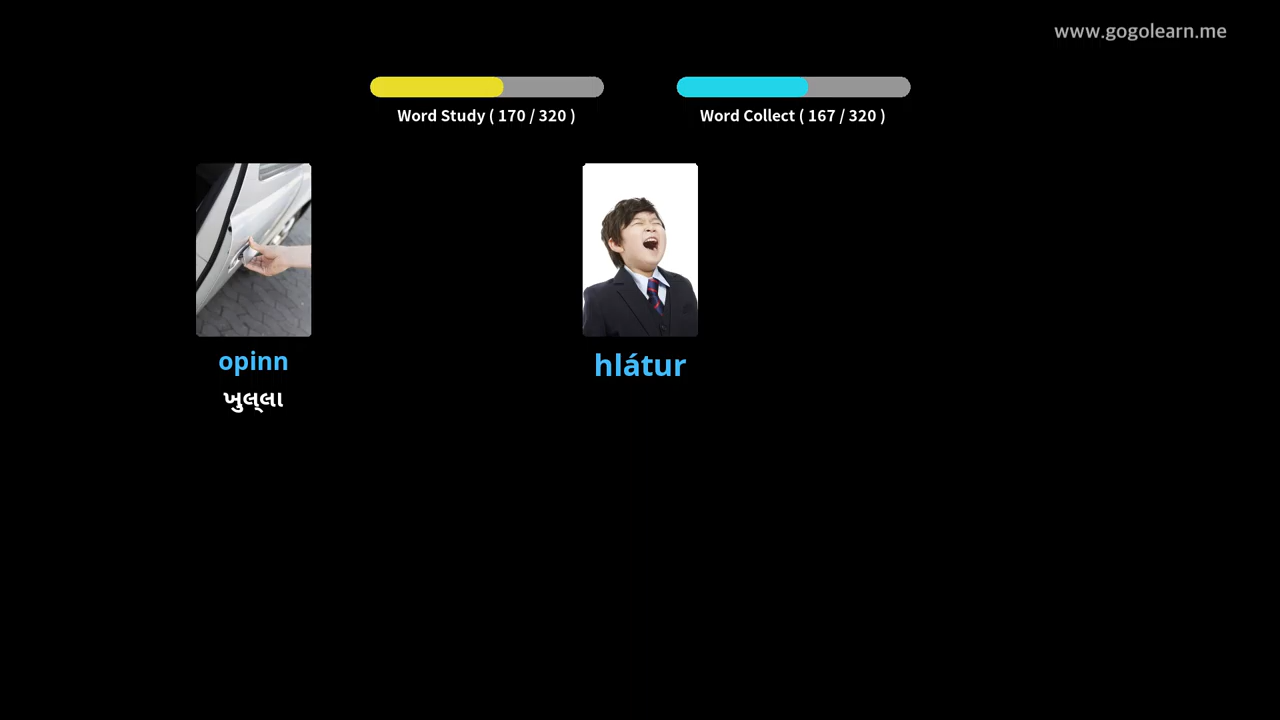 www.gogolearn.me
Word Study ( 170 / 320 )
Word Collect ( 167 / 320 )
opinn
ખુલ્‌લા
hlátur